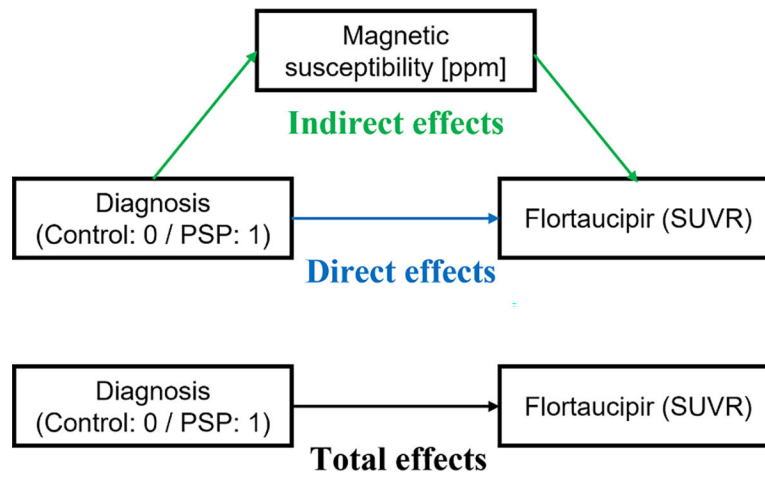 Magnetic
susceptibility [ppm]
Indirect effects
Diagnosis
(Control: 0 / PSP: 1)
Flortaucipir (SUVR)
Direct effects
Diagnosis
(Control: 0 / PSP: 1)
Flortaucipir (SUVR)
Total effects